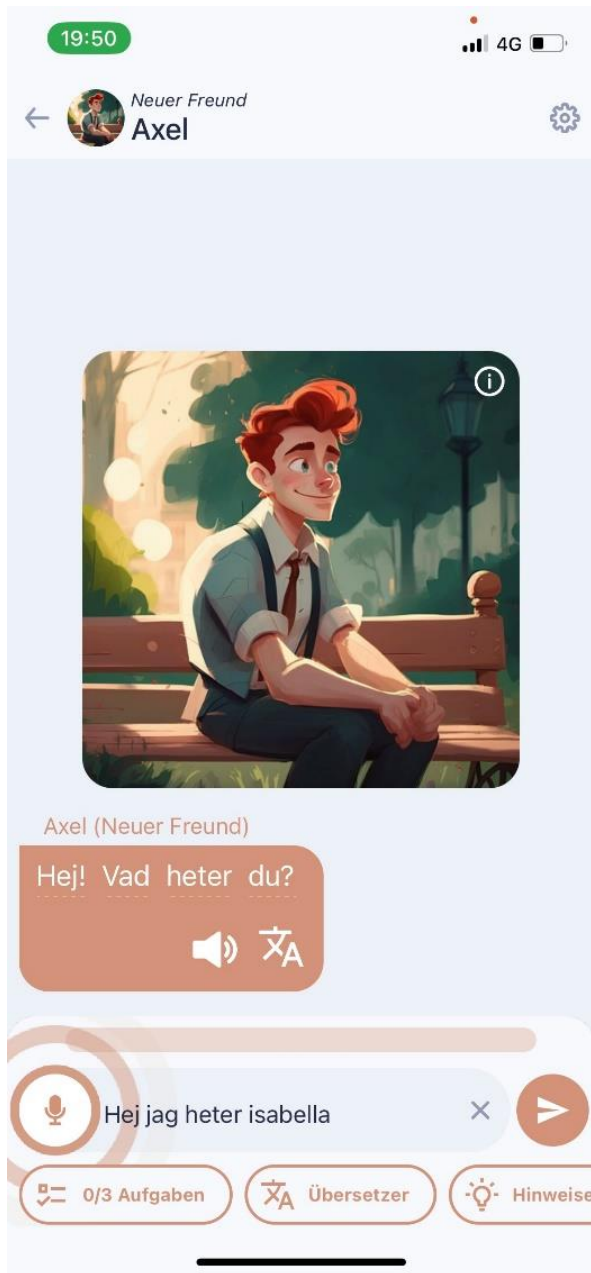 19:50
4G
Neuer Freund
Axel
Axel (Neuer Freund)
Hej! Vad heter du?
Hej jag heter isabella
0/3 Aufgaben
Übersetzer
Hinweise